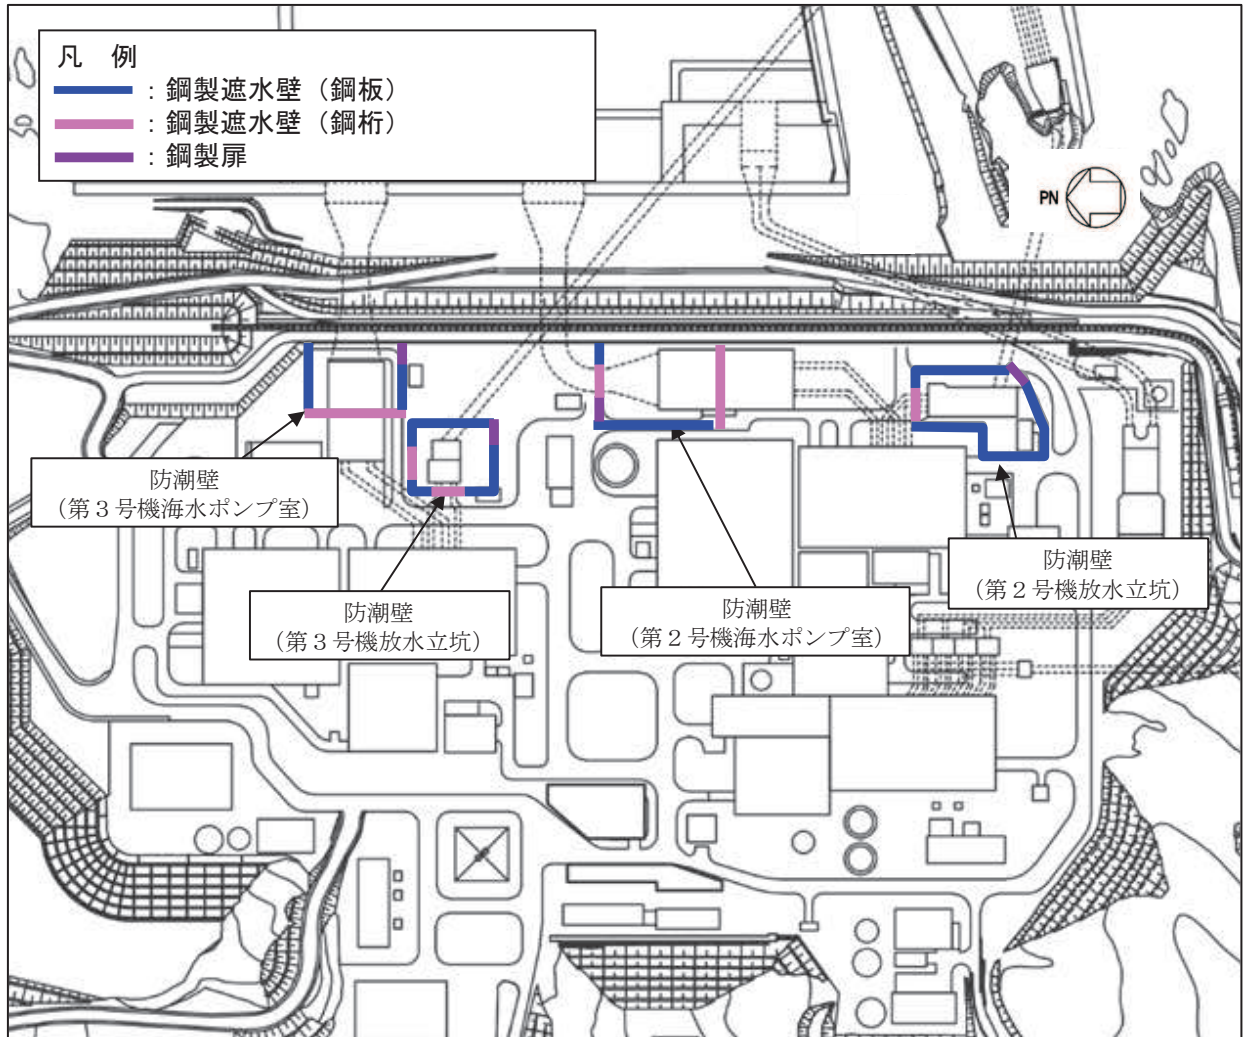 凡　例
：鋼製遮水壁（鋼板）
：鋼製遮水壁（鋼桁）
：鋼製扉
PN
防潮壁
（第３号機海水ポンプ室）
防潮壁
（第３号機放水立坑）
防潮壁
（第２号機海水ポンプ室）
防潮壁
（第２号機放水立坑）